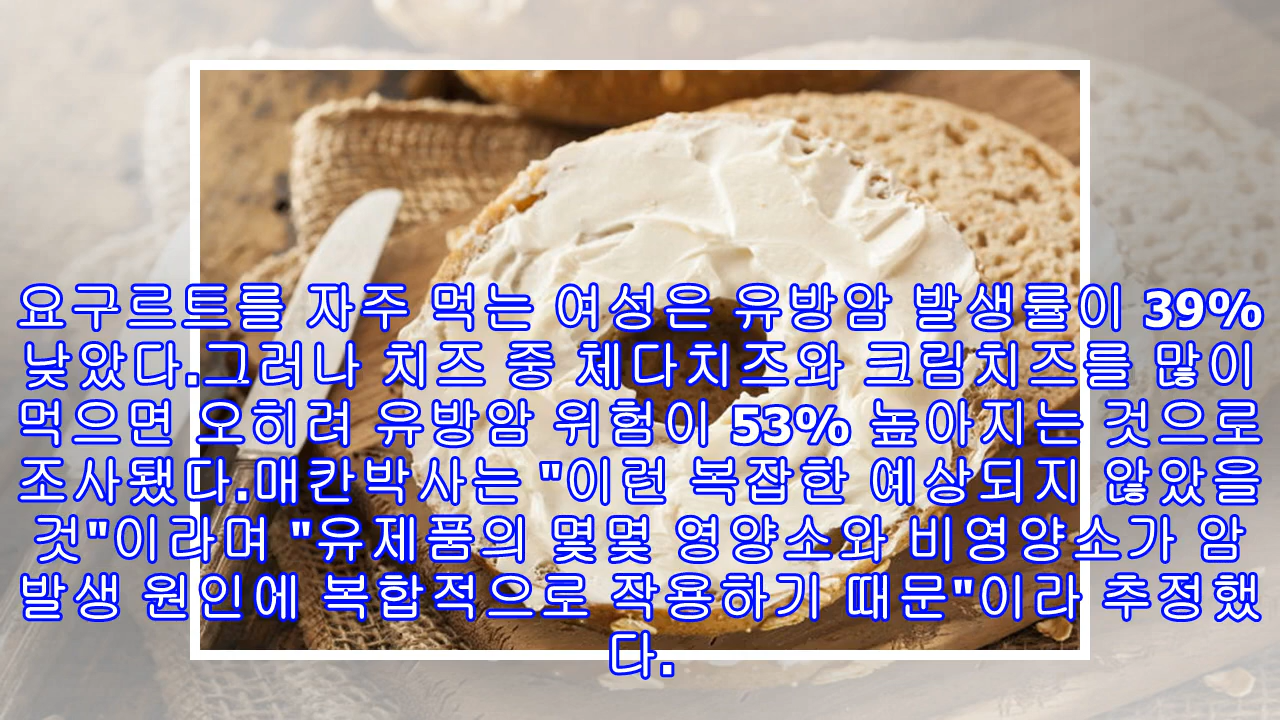 요구르트를 자주 먹는 여성은 유방암 발생률이 39%
낮았다.그러나 치즈 중 체다치즈와 크림치즈를 많이
먹으면 오히려 유방암 위험이 53% 높아지는 것으로
조사됐다.매칸박사는 "이런 복잡한 예상되지 않았을
것"이라며 "유제품의 몇몇 영양소와 비영양소가 암
발생 원인에 복합적으로 작용하기 때문"이라 추정했
다.